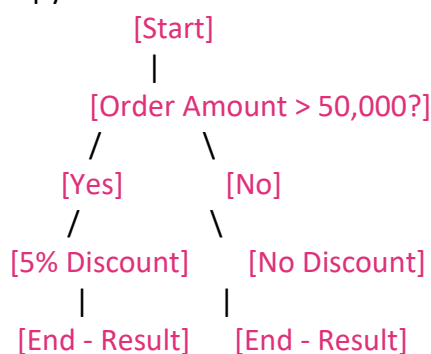 [Start]
|
[Order Amount > 50,000?]
/ \
[Yes] [No]
/ \
[5% Discount] [No Discount]
| |
[End - Result] [End - Result]